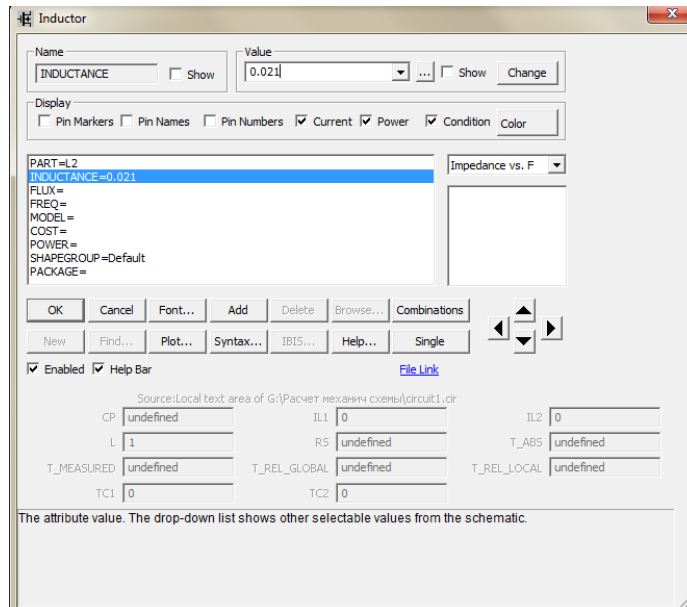 Inductor
Name
INDUCTANCE
Show
Value
0.021
...
Show
Change
Display
Pin Markers
Pin Names
Pin Numbers
Current
Power
Condition
Color
PART=L2
INDUCTANCE=0.021
FLUX=
FREQ=
MODEL=
COST=
POWER=
SHAPEGROUP=Default
PACKAGE=
Impedance vs. F
OK
Cancel
Font...
Add
Delete
Browse...
Combinations
New
Find...
Plot...
Syntax...
IBIS...
Help...
Single
Enabled
Help Bar
File Link
Source:Local text area of G:\Расчет механич схемы\circuit1.cir
CP undefined
IL1 0
IL2 0
L 1
RS undefined
T_ABS undefined
T_MEASURED undefined
T_REL_GLOBAL undefined
T_REL_LOCAL undefined
TC1 0
TC2 0
The attribute value. The drop-down list shows other selectable values from the schematic.